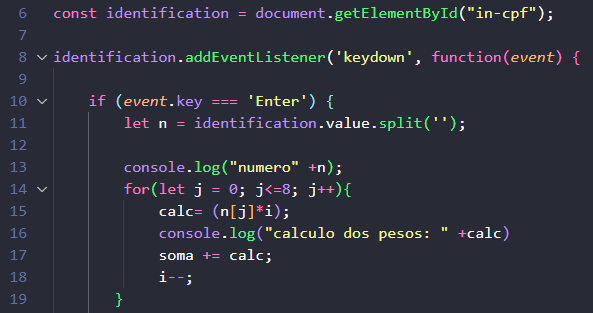 6 const identification = document.getElementById("in-cpf");
7
8 identification.addEventListener('keydown', function(event) {
9
10 if (event.key === 'Enter') {
11 let n = identification.value.split('');
12
13 console.log("numero" +n);
14 for(let j = 0; j<=8; j++){
15 calc= (n[j]*i);
16 console.log("calculo dos pesos: " +calc)
17 soma += calc;
18 i--;
19 }